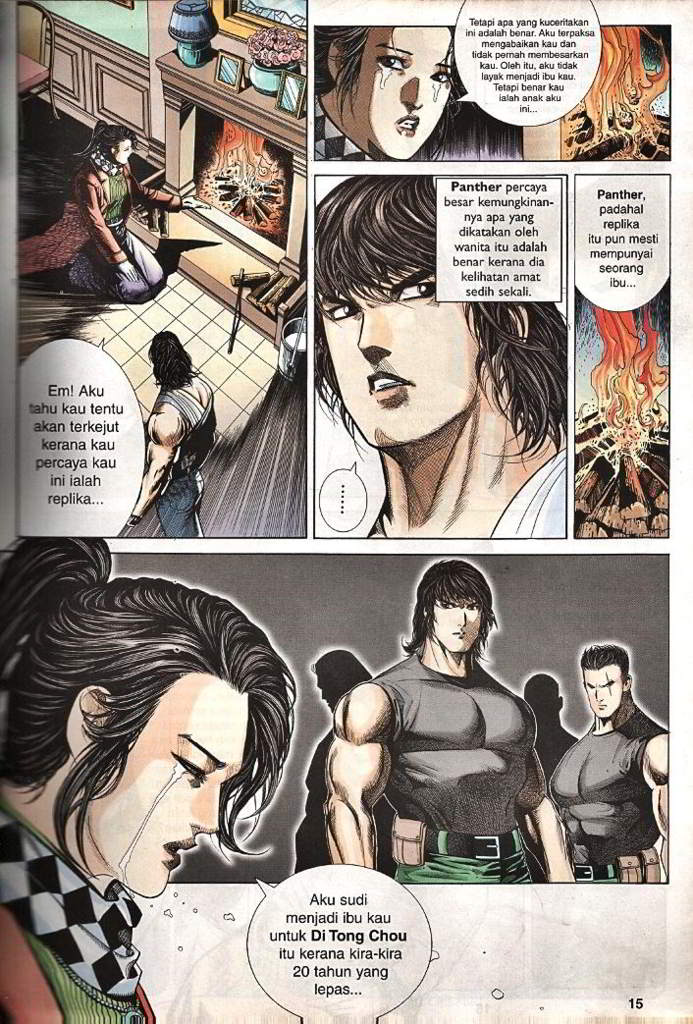 Em! Aku
tahu kau tentu
akan terkejut
kerana kau
percaya kau
ini ialah
replika...
Tetapi apa yang kuceritakan
ini adalah benar. Aku terpaksa
mengabaikan kau dan
tidak pernah membesarkan
kau. Oleh itu, aku tidak
layak menjadi ibu kau.
Tetapi benar kau
ialah anak aku
ini...
Panther percaya
besar kemungkinan-
nya apa yang
dikatakan oleh
wanita itu adalah
benar kerana dia
kelihatan amat
sedih sekali.
......
Panther,
padahal
replika
itu pun mesti
mempunyai
seorang
ibu...
Aku sudi
menjadi ibu kau
untuk Di Tong Chou
itu kerana kira-kira
20 tahun yang
lepas...
15